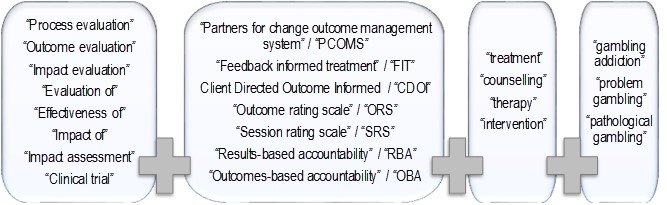 “Process evaluation”
“Outcome evaluation”
“Impact evaluation”
“Evaluation of”
“Effectiveness of”
“Impact of”
“Impact assessment”
“Clinical trial”
“Partners for change outcome management
system” / “PCOMS”
“Feedback informed treatment” / “FIT”
Client Directed Outcome Informed / “CDOI”
“Outcome rating scale” / “ORS”
“Session rating scale” / “SRS”
“Results-based accountability” / “RBA”
“Outcomes-based accountability” / “OBA
“treatment”
“counselling”
“therapy”
“intervention”
“gambling
addiction”
“problem
gambling”
“pathological
gambling”